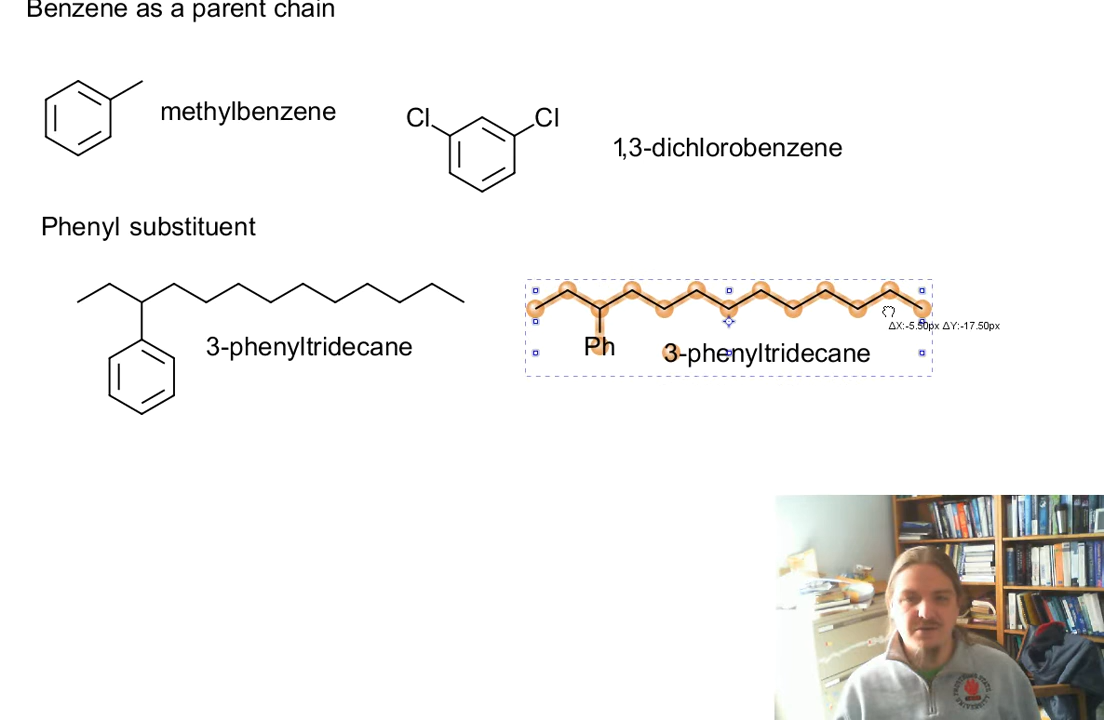 Benzene as a parent chain
methylbenzene
Cl
Cl
1,3-dichlorobenzene
Phenyl substituent
3-phenyltridecane
Ph
3-phenyltridecane
ΔX:-5.50px ΔY:-17.50px